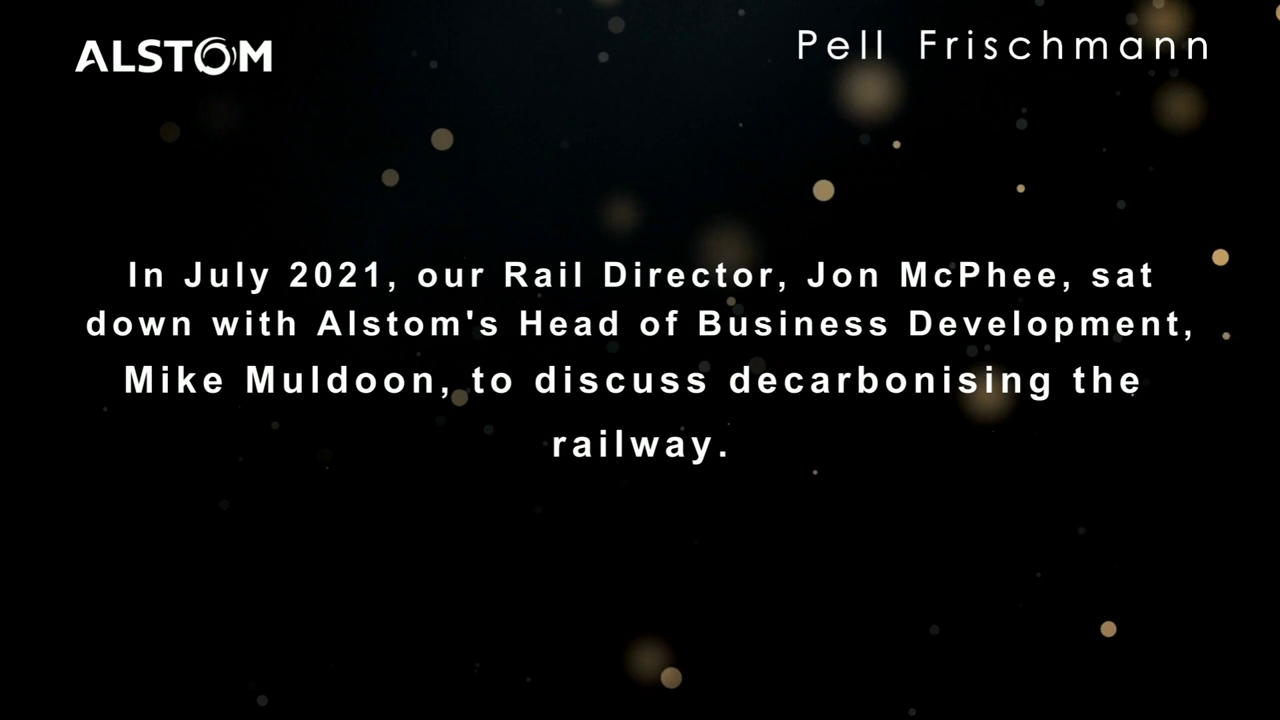 ALSTOM
Pell Frischmann
In July 2021, our Rail Director, Jon McPhee, sat
down with Alstom's Head of Business Development,
Mike Muldoon, to discuss decarbonising the
railway.